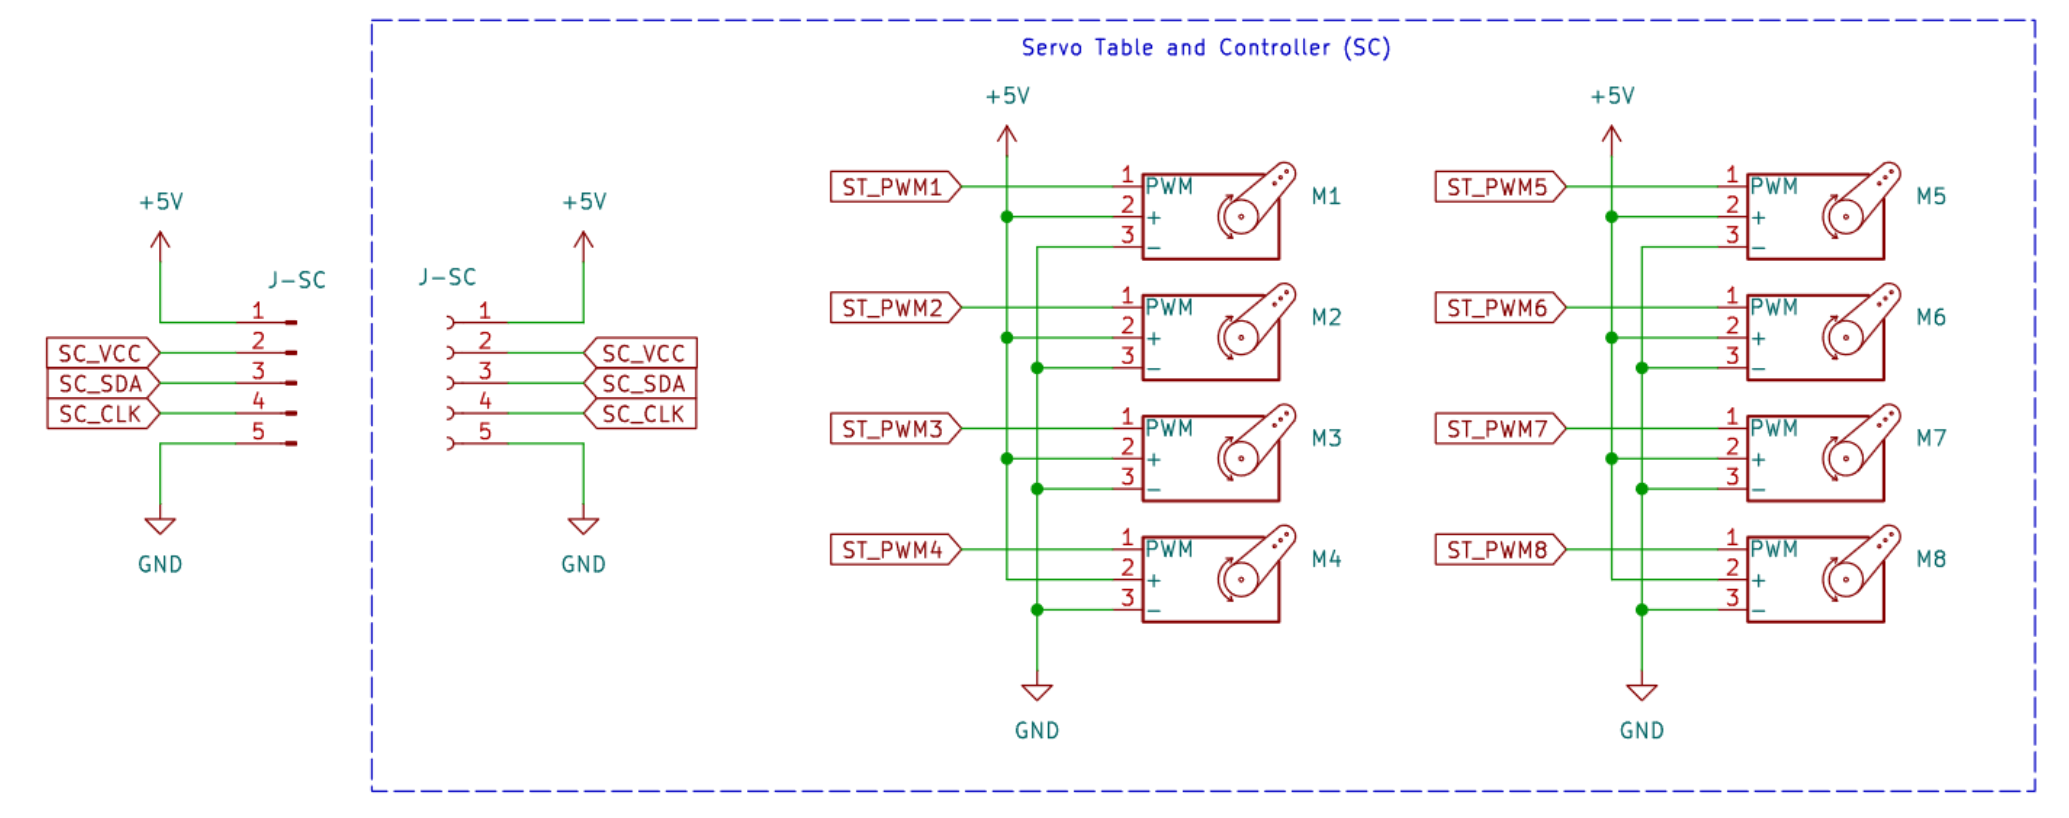 Servo Table and Controller (SC)
+5V
J-SC
1
2
3
4
5
SC_VCC
SC_SDA
SC_CLK
GND
J-SC
+5V
1
2
3
4
5
SC_VCC
SC_SDA
SC_CLK
GND
+5V
ST_PWM1
1 PWM
2 +
3 −
M1
ST_PWM2
1 PWM
2 +
3 −
M2
ST_PWM3
1 PWM
2 +
3 −
M3
ST_PWM4
1 PWM
2 +
3 −
M4
GND
+5V
ST_PWM5
1 PWM
2 +
3 −
M5
ST_PWM6
1 PWM
2 +
3 −
M6
ST_PWM7
1 PWM
2 +
3 −
M7
ST_PWM8
1 PWM
2 +
3 −
M8
GND